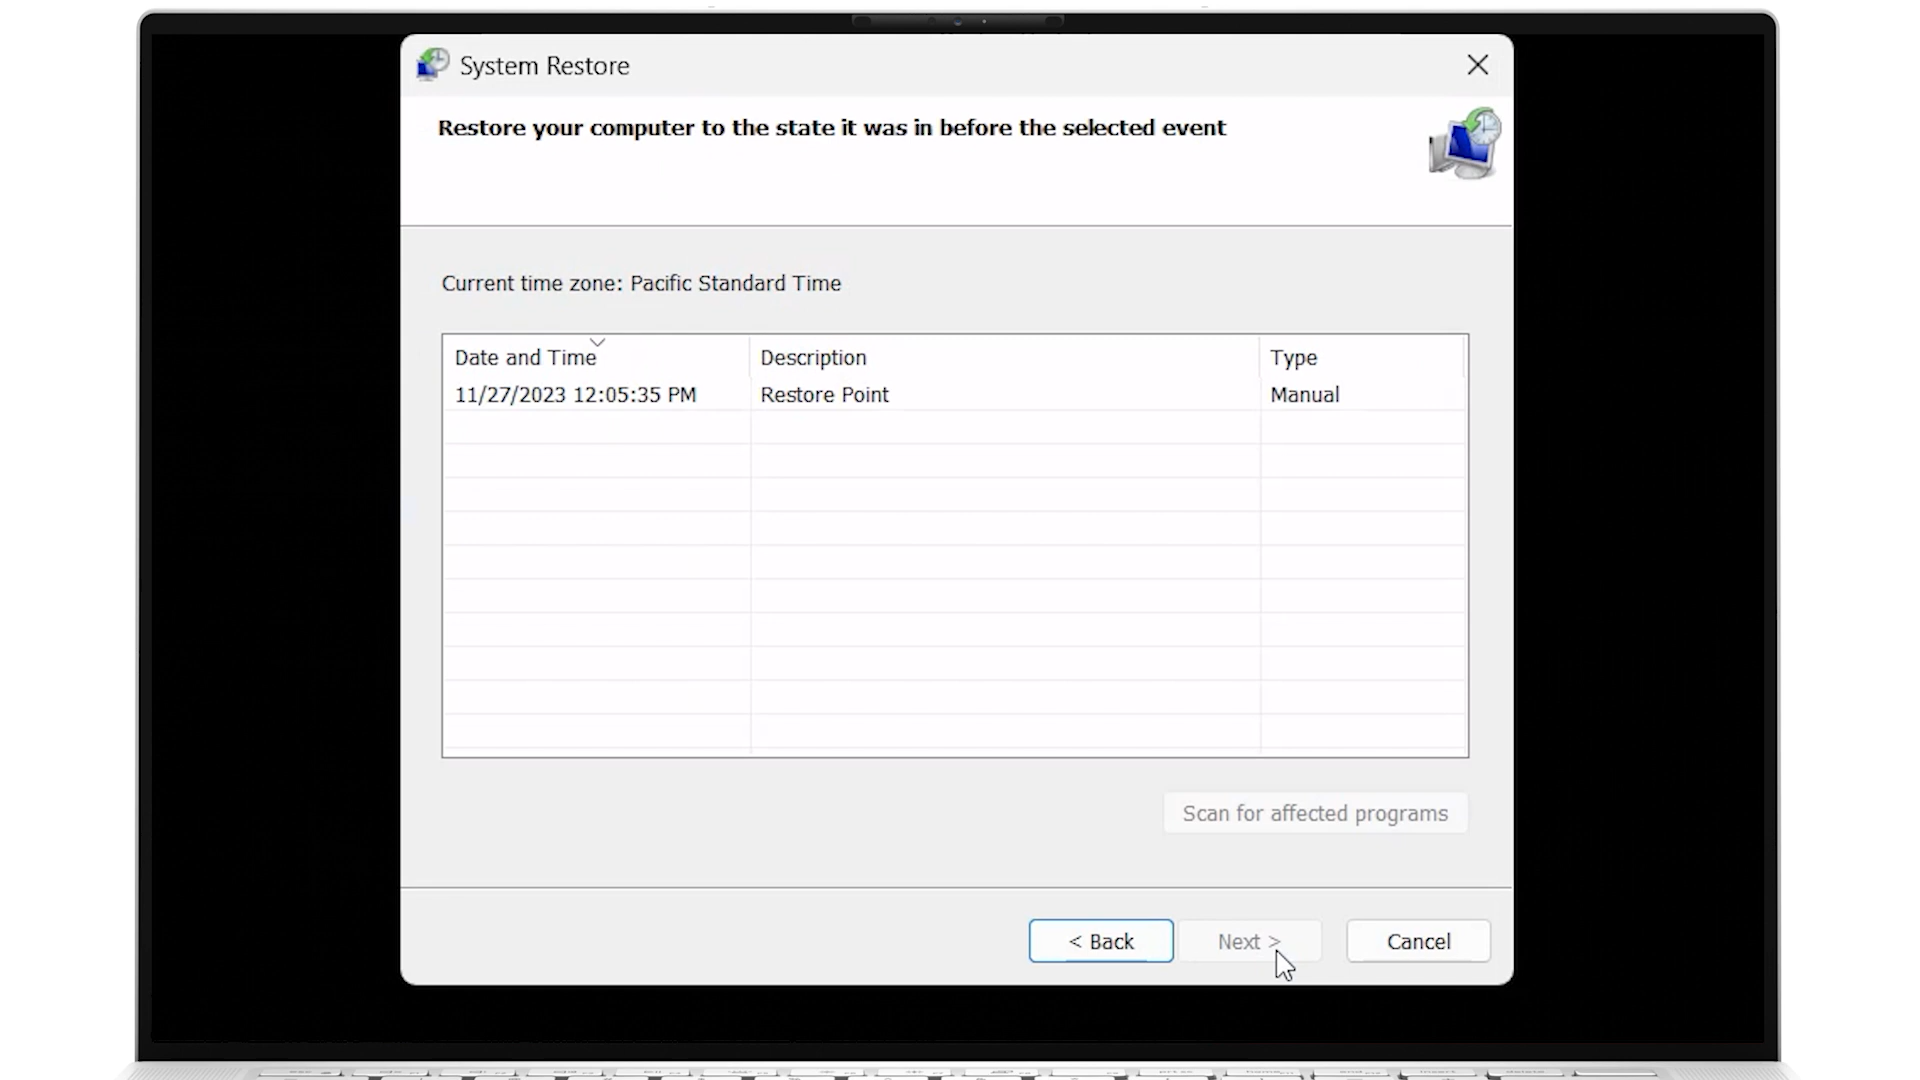 System Restore
Restore your computer to the state it was in before the selected event
Current time zone: Pacific Standard Time
Date and Time Description Type
11/27/2023 12:05:35 PM Restore Point Manual
Scan for affected programs
< Back Next > Cancel